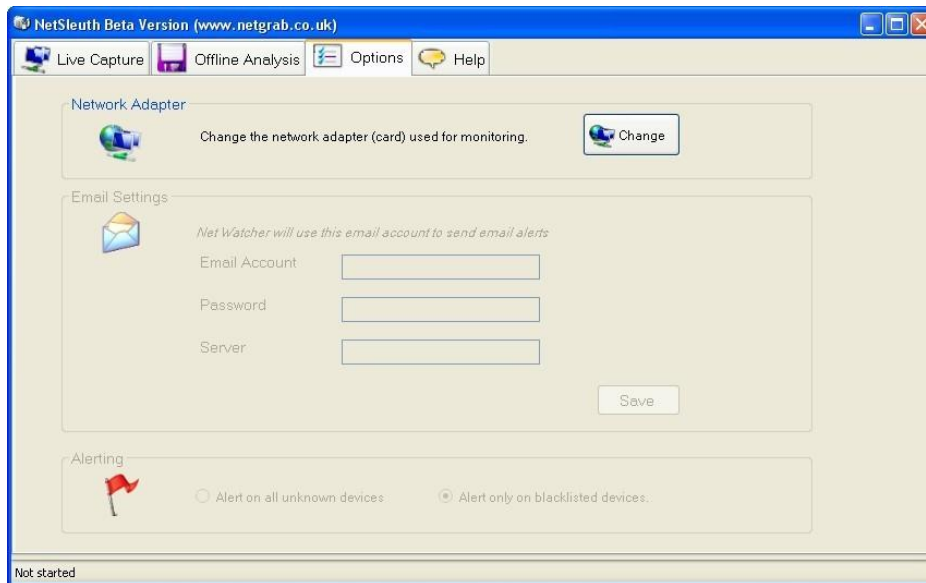 NetSleuth Beta Version (www.netgrab.co.uk)
Live Capture Offline Analysis Options Help
Network Adapter
Change the network adapter (card) used for monitoring. Change
Email Settings
Net Watcher will use this email account to send email alerts
Email Account
Password
Server
Save
Alerting
Alert on all unknown devices Alert only on blacklisted devices.
Not started